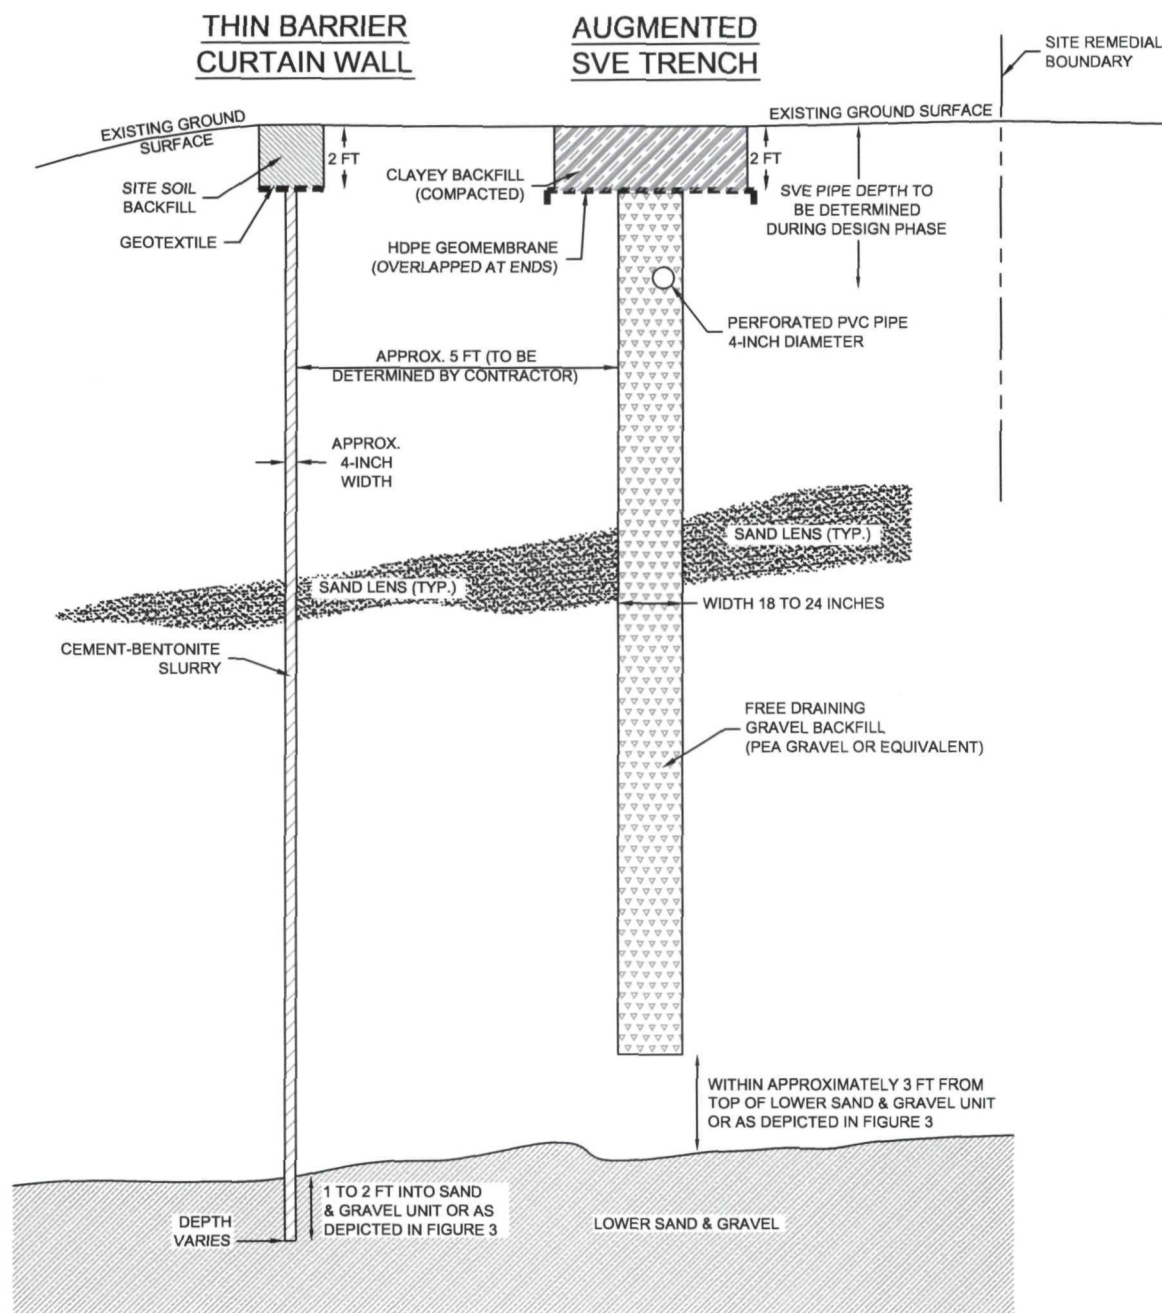 THIN BARRIER
CURTAIN WALL
AUGMENTED
SVE TRENCH
SITE REMEDIAL
BOUNDARY
EXISTING GROUND
SURFACE
EXISTING GROUND SURFACE
2 FT
2 FT
SITE SOIL
BACKFILL
GEOTEXTILE
CLAYEY BACKFILL
(COMPACTED)
HDPE GEOMEMBRANE
(OVERLAPPED AT ENDS)
SVE PIPE DEPTH TO
BE DETERMINED
DURING DESIGN PHASE
PERFORATED PVC PIPE
4-INCH DIAMETER
APPROX. 5 FT (TO BE
DETERMINED BY CONTRACTOR)
APPROX.
4-INCH
WIDTH
SAND LENS (TYP.)
SAND LENS (TYP.)
WIDTH 18 TO 24 INCHES
CEMENT-BENTONITE
SLURRY
FREE DRAINING
GRAVEL BACKFILL
(PEA GRAVEL OR EQUIVALENT)
WITHIN APPROXIMATELY 3 FT FROM
TOP OF LOWER SAND & GRAVEL UNIT
OR AS DEPICTED IN FIGURE 3
1 TO 2 FT INTO SAND
& GRAVEL UNIT OR AS
DEPICTED IN FIGURE 3
DEPTH
VARIES
LOWER SAND & GRAVEL